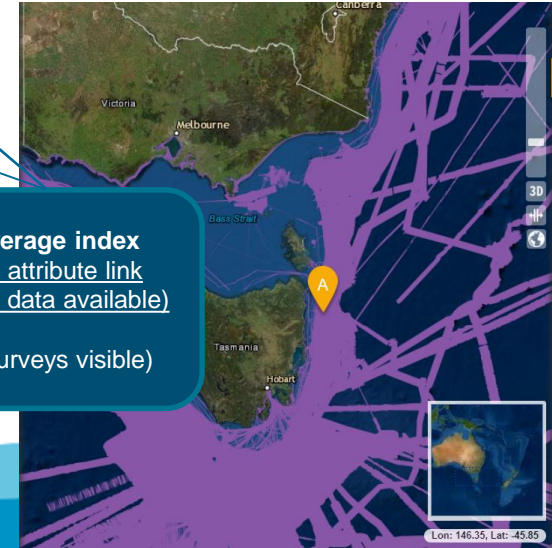 Canberra
Victoria
Melbourne
3D
erage index
Bass Strait
attribute link
data available)
A
urveys visible)
Tasmania
Hobart
Lon: 146.35, Lat: -45.85